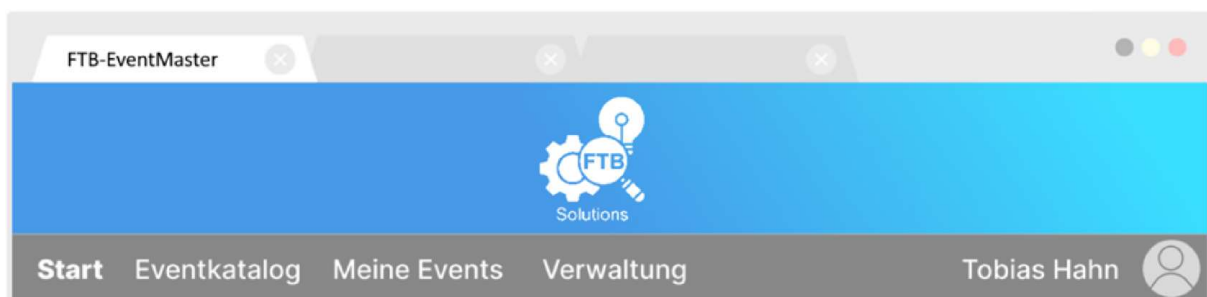 FTB-EventMaster
FTB
Solutions
Start Eventkatalog Meine Events Verwaltung Tobias Hahn